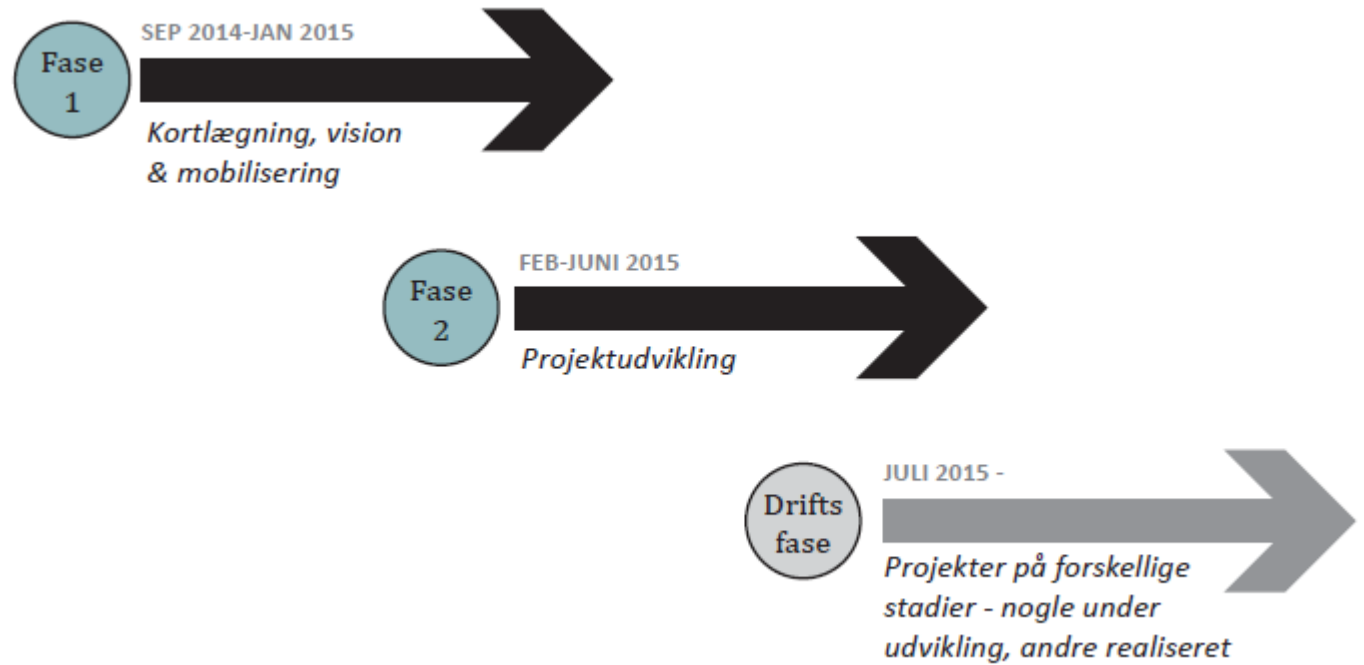 Fase
1
SEP 2014-JAN 2015
Kortlægning, vision
& mobilisering
Fase
2
FEB-JUNI 2015
Projektudvikling
Drifts
fase
JULI 2015 -
Projekter på forskellige
stadier - nogle under
udvikling, andre realiseret